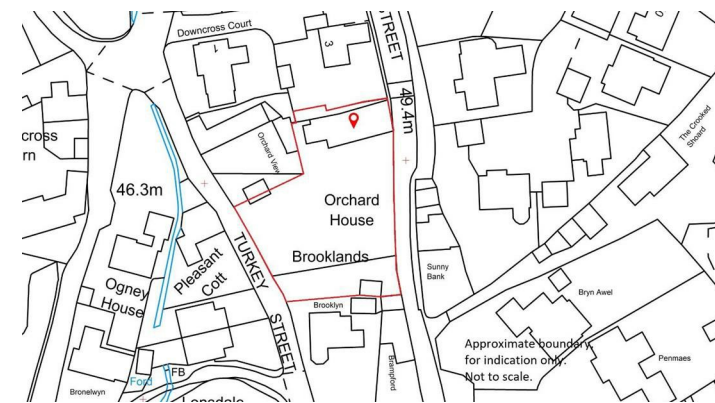 Downcross Court
STREET
1
3
49.4m
cross
rn
Orchard View
The Crooked
Shoard
46.3m
Orchard
House
TURKEY
STREET
Brooklands
Pleasant
Cott
Ogney
House
Sunny
Bank
Brooklyn
Bryn Awel
Approximate boundary,
for indication only.
Not to scale.
Brampford
Penmaes
Ford
FB
Bronelwyn
Lonsdale